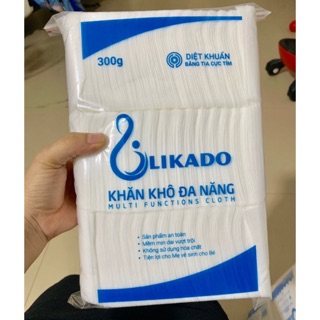 300g
DIỆT KHUẨN
BẰNG TIA CỰC TÍM
LIKADO
KHĂN KHÔ ĐA NĂNG
MULTI FUNCTIONS CLOTH
• Sản phẩm an toàn
• Mềm mịn dai vượt trội
• Không sử dụng hóa chất
• Tiện lợi cho Mẹ vệ sinh cho Bé